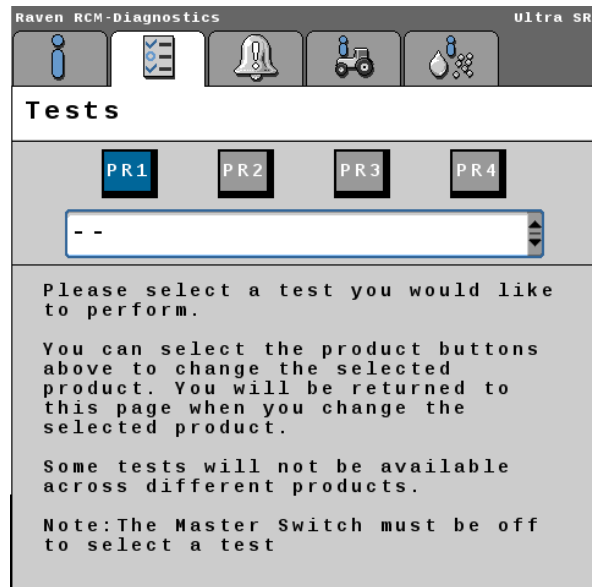 Raven RCM-Diagnostics Ultra SR
Tests
PR1 PR2 PR3 PR4
--
Please select a test you would like
to perform.
You can select the product buttons
above to change the selected
product. You will be returned to
this page when you change the
selected product.
Some tests will not be available
across different products.
Note:The Master Switch must be off
to select a test